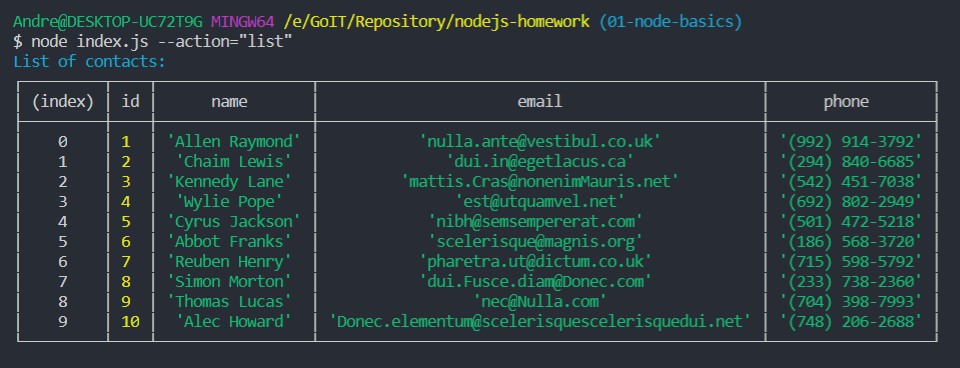 Andre@DESKTOP-UC72T9G MINGW64 /e/GoIT/Repository/nodejs-homework (01-node-basics)
$ node index.js --action="list"
List of contacts:
(index) id name email phone
0 1 'Allen Raymond' 'nulla.ante@vestibul.co.uk' '(992) 914-3792'
1 2 'Chaim Lewis' 'dui.in@egetlacus.ca' '(294) 840-6685'
2 3 'Kennedy Lane' 'mattis.Cras@nonenimMauris.net' '(542) 451-7038'
3 4 'Wylie Pope' 'est@utquamvel.net' '(692) 802-2949'
4 5 'Cyrus Jackson' 'nibh@semsempererat.com' '(501) 472-5218'
5 6 'Abbot Franks' 'scelerisque@magnis.org' '(186) 568-3720'
6 7 'Reuben Henry' 'pharetra.ut@dictum.co.uk' '(715) 598-5792'
7 8 'Simon Morton' 'dui.Fusce.diam@Donec.com' '(233) 738-2360'
8 9 'Thomas Lucas' 'nec@Nulla.com' '(704) 398-7993'
9 10 'Alec Howard' 'Donec.elementum@scelerisquescelerisquedui.net' '(748) 206-2688'